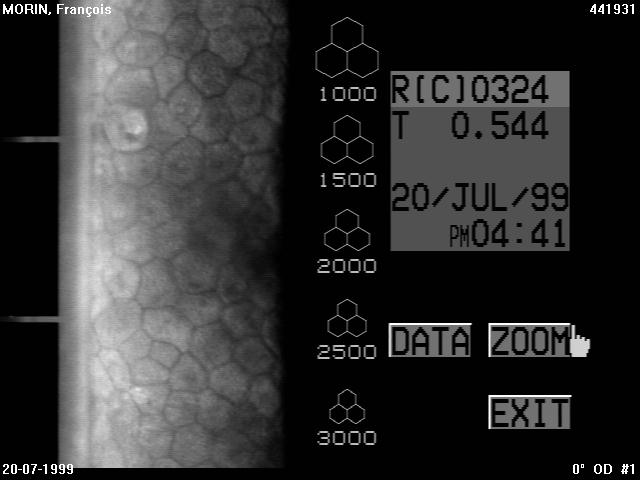 MORIN, François
441931
1000
1500
2000
2500
3000
R[C]0324
T 0.544
20/JUL/99
PM04:41
DATA ZOOM
EXIT
20-07-1999
0° OD #1